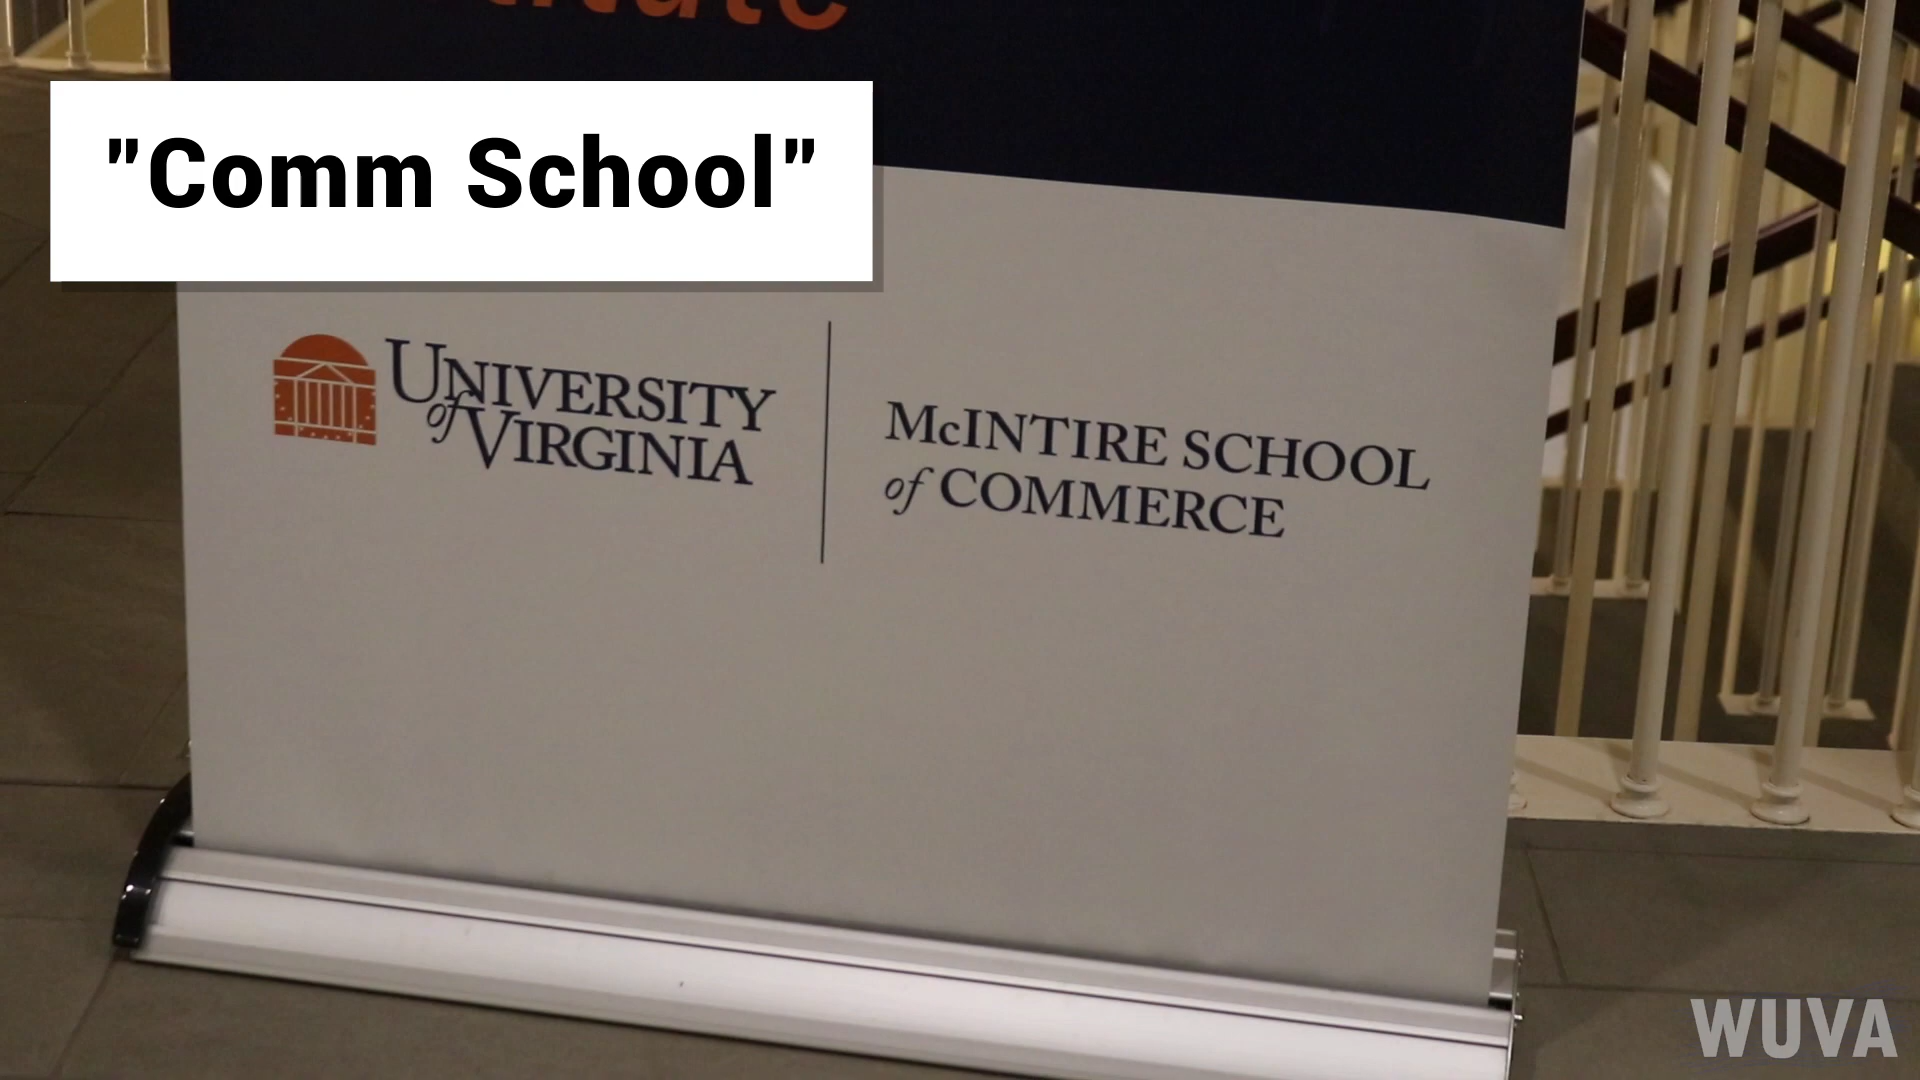 "Comm School"
UNIVERSITY
of VIRGINIA
McINTIRE SCHOOL
of COMMERCE
WUVA